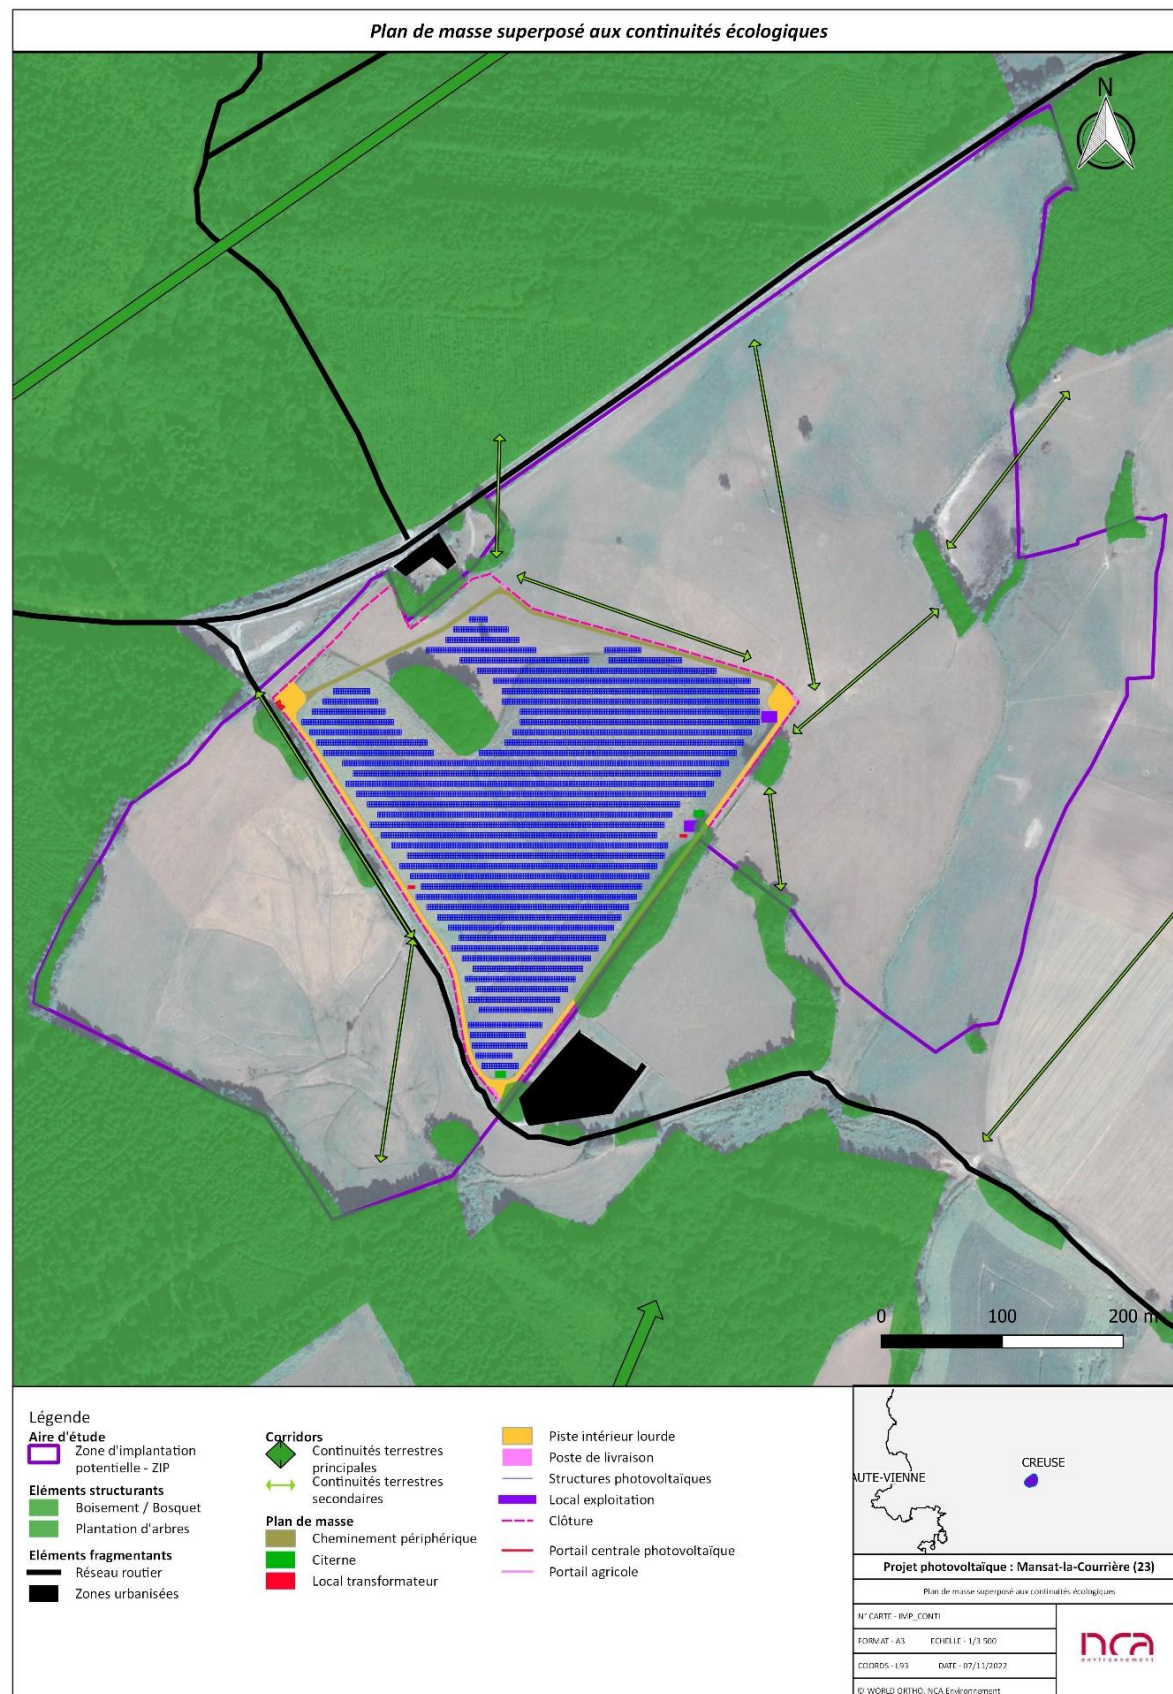 Plan de masse superposé aux continuités écologiques
N
0 100 200 m
Légende
Aire d'étude
Zone d'implantation
potentielle - ZIP
Eléments structurants
Boisement / Bosquet
Plantation d'arbres
Eléments fragmentants
Réseau routier
Zones urbanisées
Corridors
Continuités terrestres
principales
Continuités terrestres
secondaires
Plan de masse
Cheminement périphérique
Citerne
Local transformateur
Piste intérieur lourde
Poste de livraison
Structures photovoltaïques
Local exploitation
Clôture
Portail centrale photovoltaïque
Portail agricole
CREUSE
AUTE-VIENNE
Projet photovoltaïque : Mansat-la-Courrière (23)
Plan de masse superposé aux continuités écologiques
N° CARTE - IMP_CONTI
FORMAT - A3 ECHELLE - 1/3 500
COORDS - L93 DATE - 07/11/2022
© WORLD ORTHO, NCA Environnement
nca
environnement